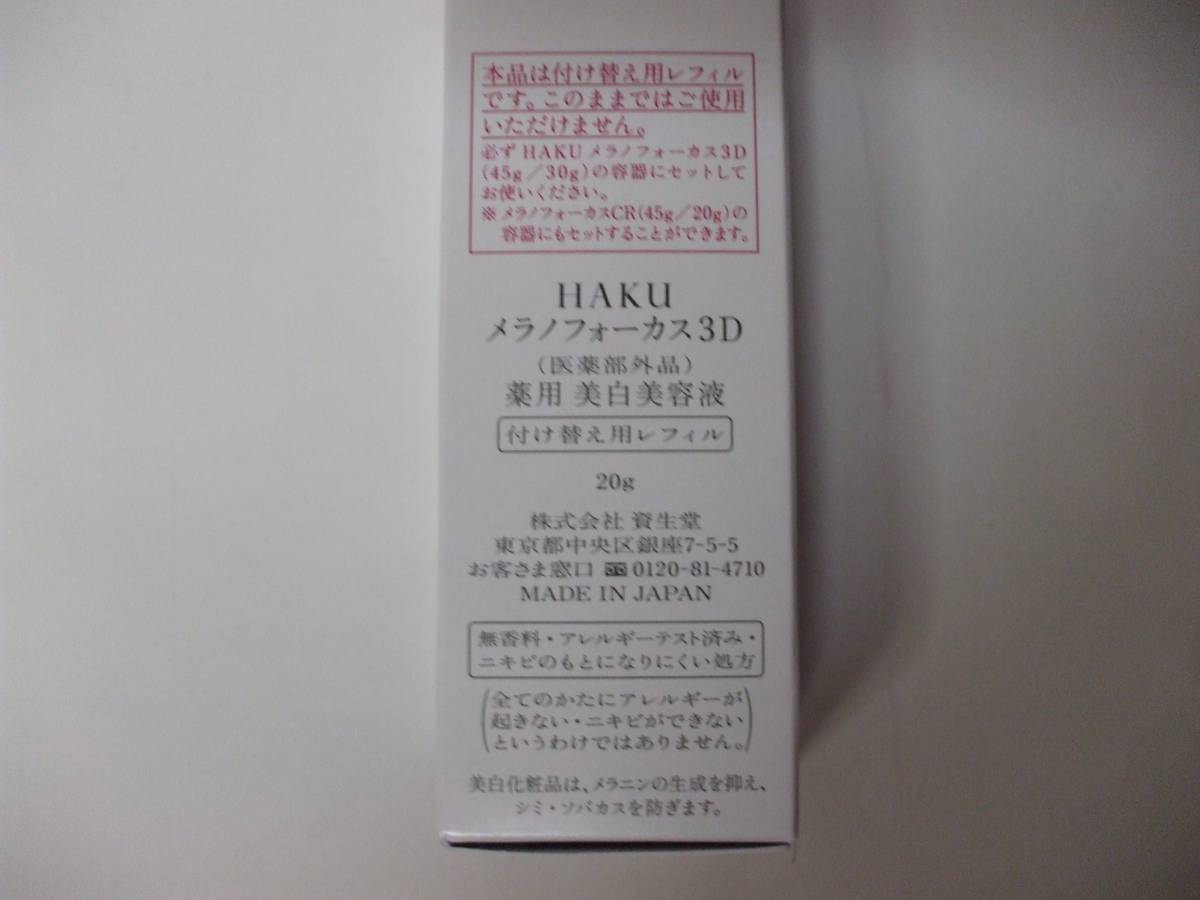 本品は付け替え用レフィル
です。このままではご使用
いただけません。
必ず HAKU メラノフォーカス3D
(45g／30g)の容器にセットして
お使いください。
※メラノフォーカスCR(45g／20g)の
容器にもセットすることができます。
HAKU
メラノフォーカス3D
(医薬部外品)
薬用 美白美容液
付け替え用レフィル
20g
株式会社 資生堂
東京都中央区銀座7-5-5
お客さま窓口 0120-81-4710
MADE IN JAPAN
無香料・アレルギーテスト済み・
ニキビのもとになりにくい処方
(全てのかたにアレルギーが
起きない・ニキビができない
というわけではありません。)
美白化粧品は、メラニンの生成を抑え、
シミ・ソバカスを防ぎます。